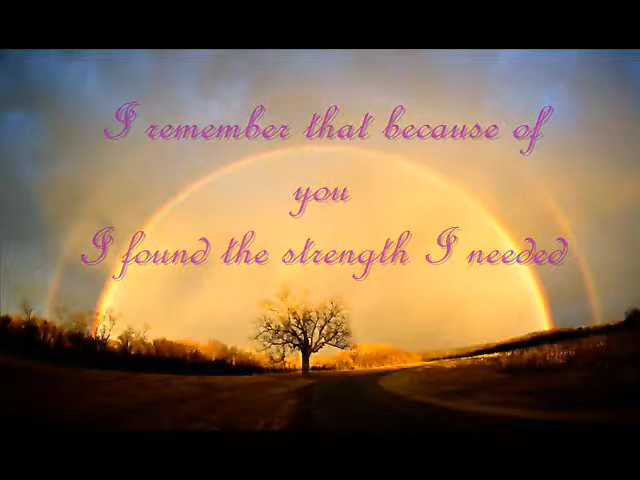 I remember that because of
you
I found the strength I needed